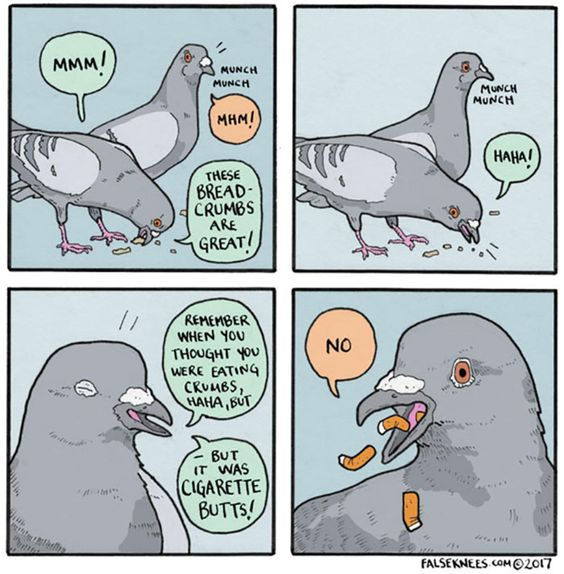 MMM!
MUNCH
MUNCH
MHM!
THESE
BREAD-
CRUMBS
ARE
GREAT!
MUNCH
MUNCH
HAHA!
REMEMBER
WHEN YOU
THOUGHT YOU
WERE EATING
CRUMBS,
HAHA, BUT
– BUT
IT WAS
CIGARETTE
BUTTS!
NO
FALSEKNEES.COM©2017